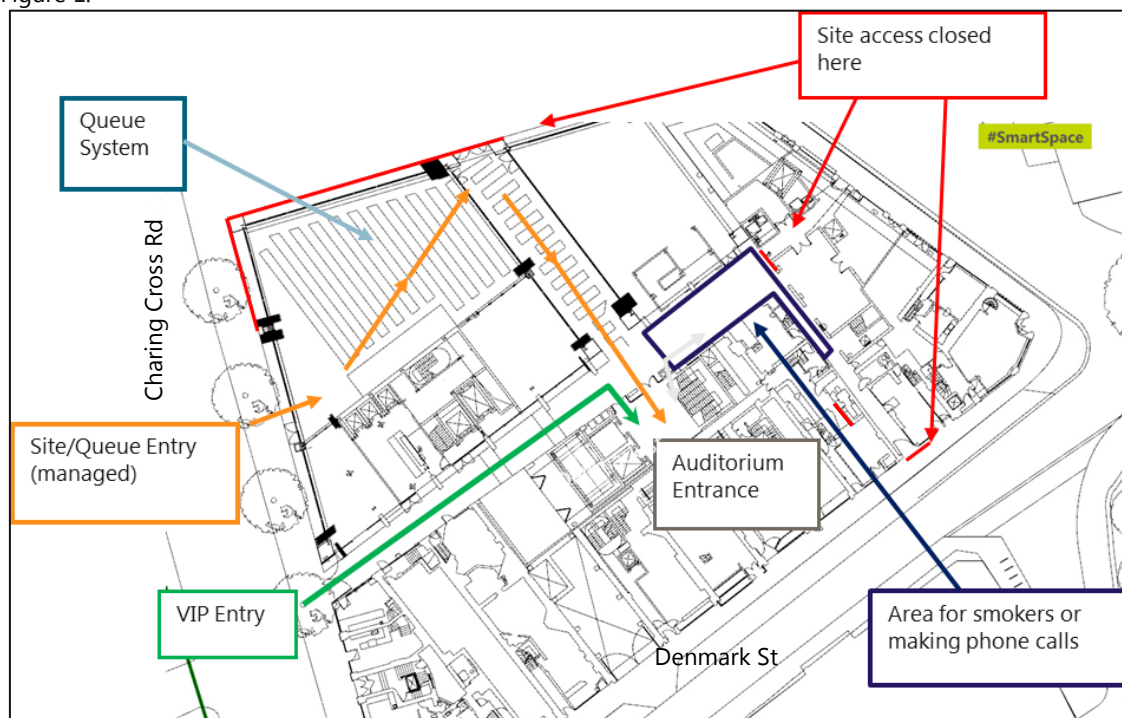 Figure 1.
Site access closed
here
Queue
System
#SmartSpace
Charing Cross Rd
Site/Queue Entry
(managed)
Auditorium
Entrance
VIP Entry
Area for smokers or
making phone calls
Denmark St